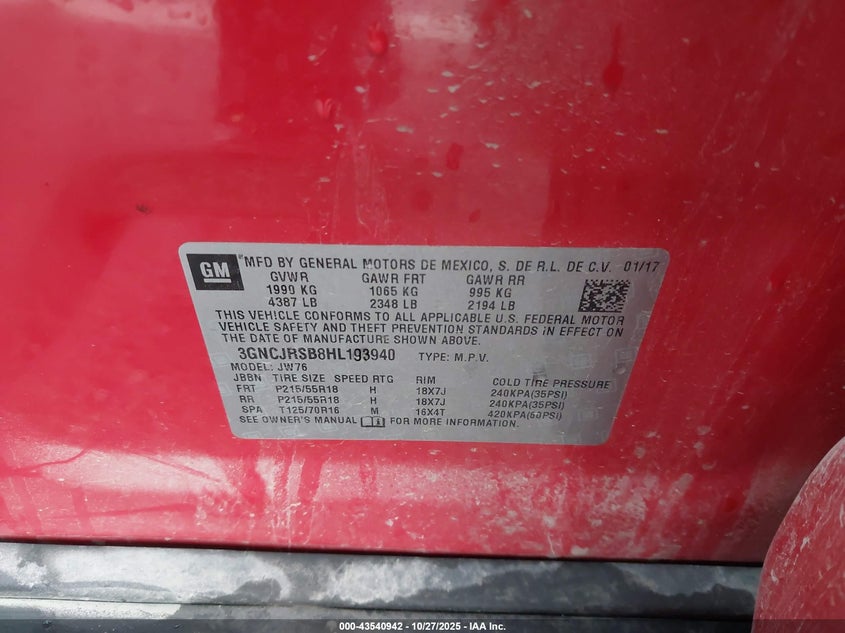 GM
MFD BY GENERAL MOTORS DE MEXICO, S. DE R.L. DE C.V. 01/17
GVWR GAWR FRT GAWR RR
1990 KG 1065 KG 995 KG
4387 LB 2348 LB 2194 LB
THIS VEHICLE CONFORMS TO ALL APPLICABLE U.S. FEDERAL MOTOR
VEHICLE SAFETY AND THEFT PREVENTION STANDARDS IN EFFECT ON
THE DATE OF MANUFACTURE SHOWN ABOVE.
3GNCJRSB8HL193940 TYPE: M.P.V.
MODEL: JW76
JBBN TIRE SIZE SPEED RTG RIM COLD TIRE PRESSURE
FRT P215/55R18 H 18X7J 240KPA(35PSI)
RR P215/55R18 H 18X7J 240KPA(35PSI)
SPA T125/70R16 M 16X4T 420KPA(60PSI)
SEE OWNER'S MANUAL FOR MORE INFORMATION.
000-43540942 | 10/27/2025 - IAA Inc.